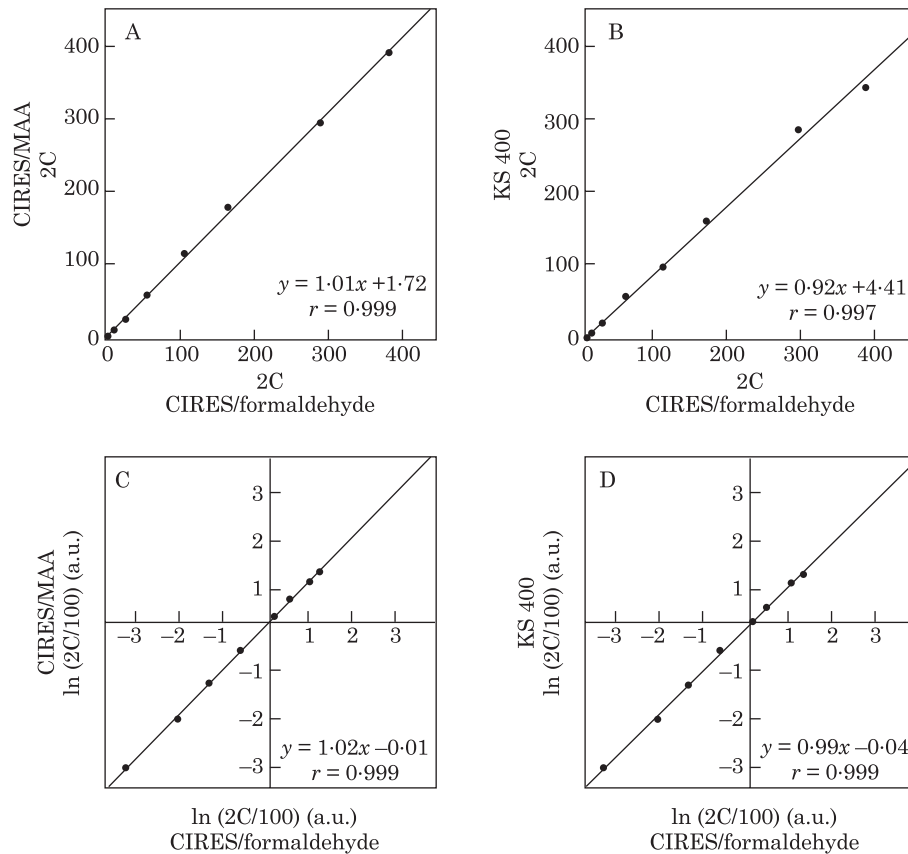 A
400
300
200
100
0
CIRES/MAA
2C
y = 1·01x +1·72
r = 0·999
0 100 200 300 400
2C
CIRES/formaldehyde
B
400
300
200
100
0
KS 400
2C
y = 0·92x +4·41
r = 0·997
0 100 200 300 400
2C
CIRES/formaldehyde
C
3
2
1
–3 –2 –1 1 2 3
–1
–2
–3
CIRES/MAA
ln (2C/100) (a.u.)
y = 1·02x –0·01
r = 0·999
ln (2C/100) (a.u.)
CIRES/formaldehyde
D
3
2
1
–3 –2 –1 1 2 3
–1
–2
–3
KS 400
ln (2C/100) (a.u.)
y = 0·99x –0·04
r = 0·999
ln (2C/100) (a.u.)
CIRES/formaldehyde